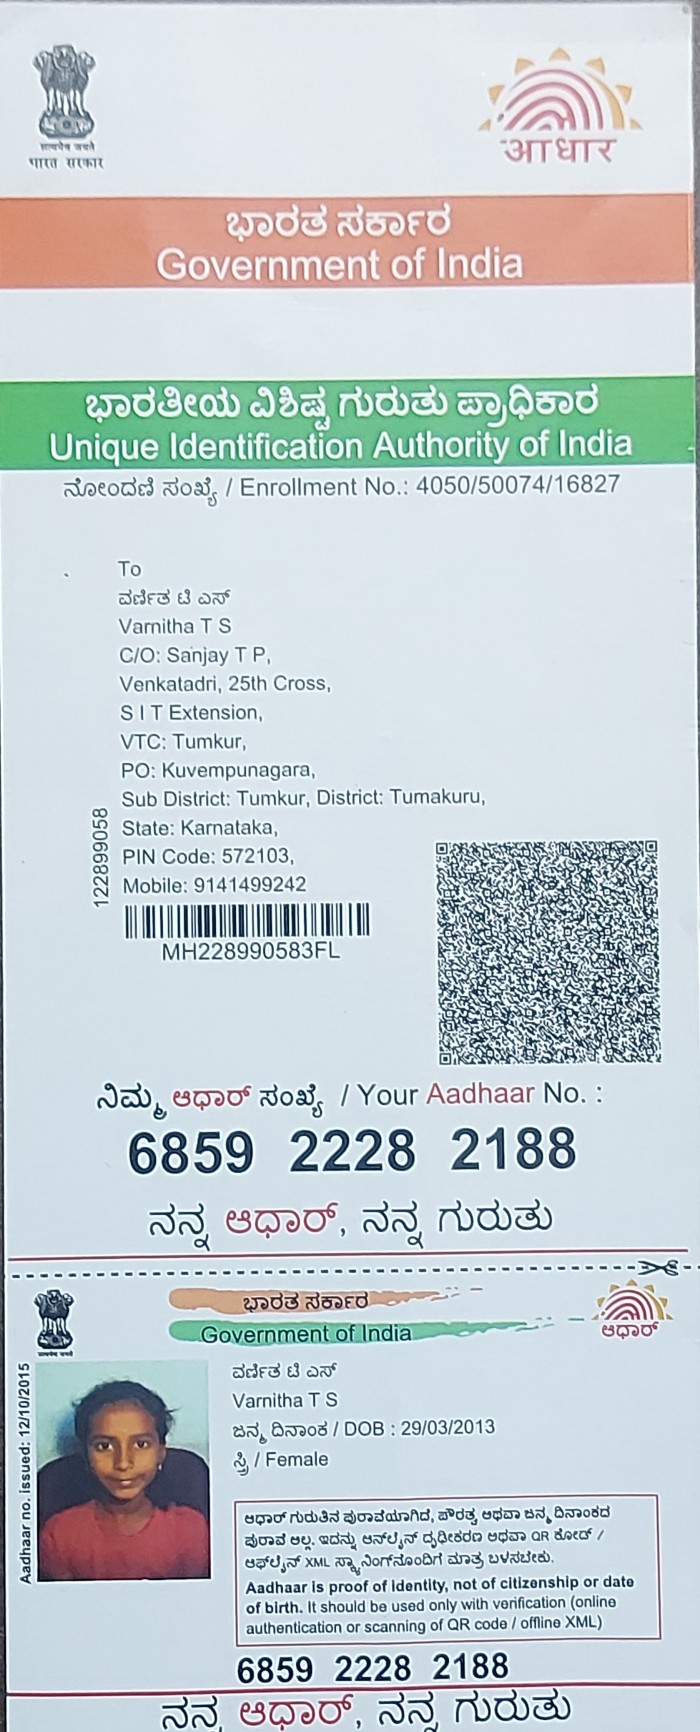 सत्यमेव जयते
भारत सरकार
आधार
ಭಾರತ ಸರ್ಕಾರ
Government of India
ಭಾರತೀಯ ವಿಶಿಷ್ಟ ಗುರುತು ಪ್ರಾಧಿಕಾರ
Unique Identification Authority of India
ನೋಂದಣಿ ಸಂಖ್ಯೆ / Enrollment No.: 4050/50074/16827
To
ವರ್ಣಿತ ಟಿ ಎಸ್
Varnitha T S
C/O: Sanjay T P,
Venkatadri, 25th Cross,
S I T Extension,
VTC: Tumkur,
PO: Kuvempunagara,
Sub District: Tumkur, District: Tumakuru,
State: Karnataka,
PIN Code: 572103,
Mobile: 9141499242
122899058
MH228990583FL
ನಿಮ್ಮ ಆಧಾರ್ ಸಂಖ್ಯೆ / Your Aadhaar No. :
6859 2228 2188
ನನ್ನ ಆಧಾರ್, ನನ್ನ ಗುರುತು
ಭಾರತ ಸರ್ಕಾರ
Government of India
ಆಧಾರ್
Aadhaar no. issued: 12/10/2015
ವರ್ಣಿತ ಟಿ ಎಸ್
Varnitha T S
ಜನ್ಮ ದಿನಾಂಕ / DOB : 29/03/2013
ಸ್ತ್ರೀ / Female
ಆಧಾರ್ ಗುರುತಿನ ಪುರಾವೆಯಾಗಿದೆ, ಪೌರತ್ವ ಅಥವಾ ಜನ್ಮ ದಿನಾಂಕದ
ಪುರಾವೆ ಅಲ್ಲ. ಇದನ್ನು ಆನ್‌ಲೈನ್ ದೃಢೀಕರಣ ಅಥವಾ QR ಕೋಡ್ /
ಆಫ್‌ಲೈನ್ XML ಸ್ಕ್ಯಾನಿಂಗ್‌ನೊಂದಿಗೆ ಮಾತ್ರ ಬಳಸಬೇಕು.
Aadhaar is proof of identity, not of citizenship or date
of birth. It should be used only with verification (online
authentication or scanning of QR code / offline XML)
6859 2228 2188
ನನ್ನ ಆಧಾರ್, ನನ್ನ ಗುರುತು